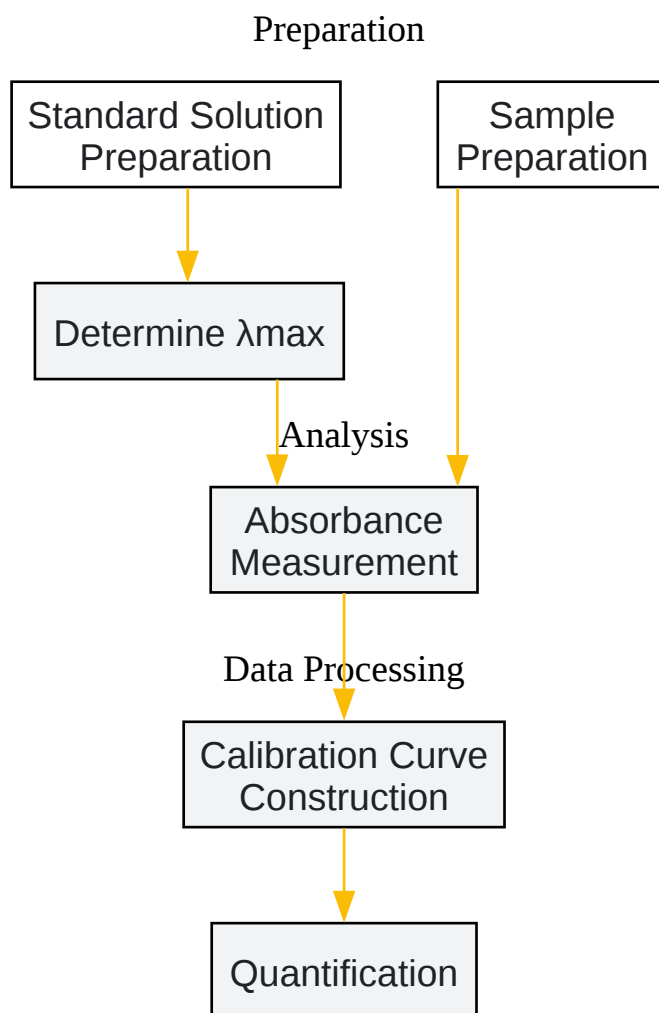 Preparation
Standard Solution
Preparation
Sample
Preparation
Determine λmax
Analysis
Absorbance
Measurement
Data Processing
Calibration Curve
Construction
Quantification